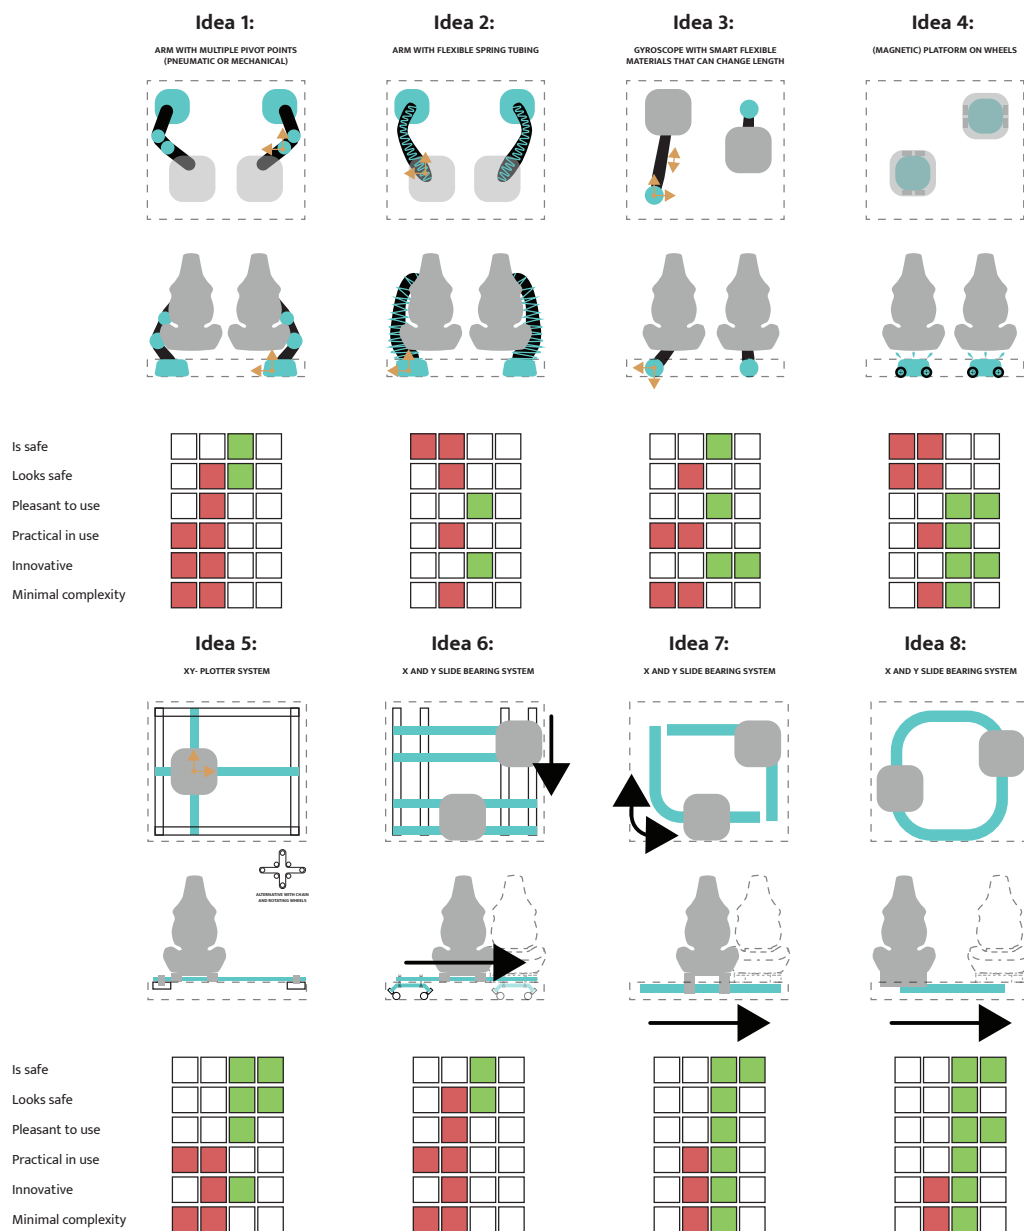 Idea 1:
Idea 2:
Idea 3:
Idea 4:
ARM WITH MULTIPLE PIVOT POINTS
(PNEUMATIC OR MECHANICAL)
ARM WITH FLEXIBLE SPRING TUBING
GYROSCOPE WITH SMART FLEXIBLE
MATERIALS THAT CAN CHANGE LENGTH
(MAGNETIC) PLATFORM ON WHEELS
Is safe
Looks safe
Pleasant to use
Practical in use
Innovative
Minimal complexity
Idea 5:
Idea 6:
Idea 7:
Idea 8:
XY- PLOTTER SYSTEM
X AND Y SLIDE BEARING SYSTEM
X AND Y SLIDE BEARING SYSTEM
X AND Y SLIDE BEARING SYSTEM
ALTERNATIVE WITH CHAIN
AND ROTATING WHEELS
Is safe
Looks safe
Pleasant to use
Practical in use
Innovative
Minimal complexity